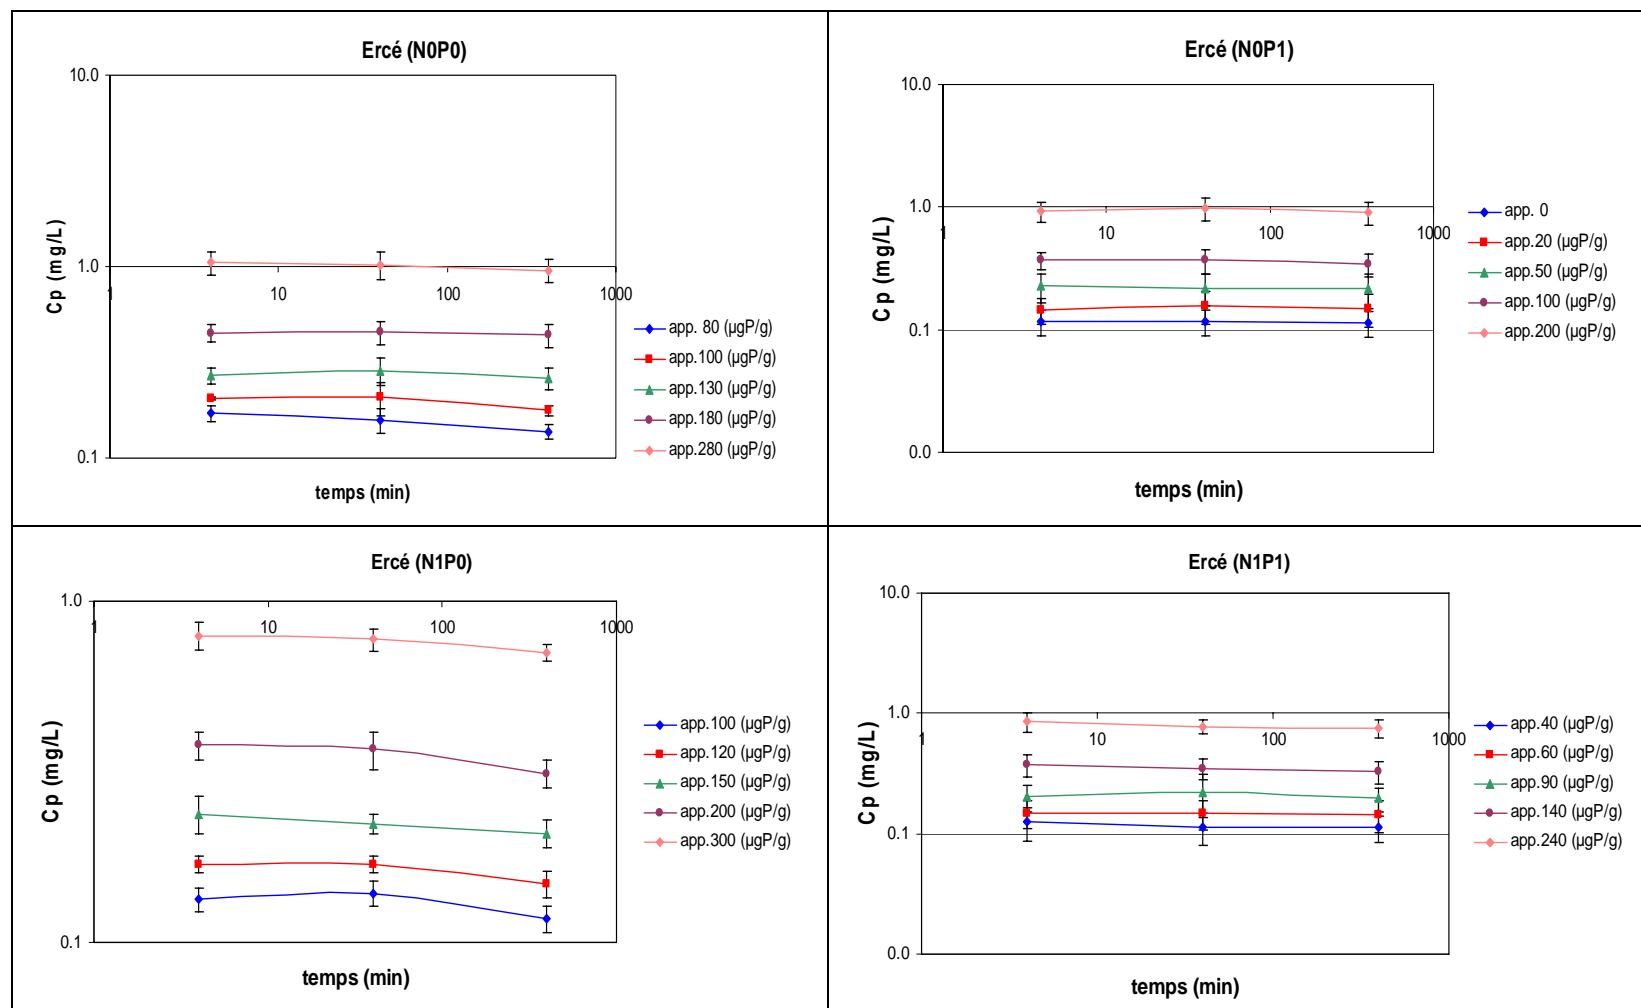 Ercé (N0P0)
10.0
1.0
0.1
1
10
100
1000
Cp (mg/L)
temps (min)
app. 80 (µgP/g)
app.100 (µgP/g)
app.130 (µgP/g)
app.180 (µgP/g)
app.280 (µgP/g)
Ercé (N0P1)
10.0
1.0
0.1
0.0
1
10
100
1000
Cp (mg/L)
temps (min)
app. 0
app.20 (µgP/g)
app.50 (µgP/g)
app.100 (µgP/g)
app.200 (µgP/g)
Ercé (N1P0)
1.0
0.1
1
10
100
1000
Cp (mg/L)
temps (min)
app.100 (µgP/g)
app.120 (µgP/g)
app.150 (µgP/g)
app.200 (µgP/g)
app.300 (µgP/g)
Ercé (N1P1)
10.0
1.0
0.1
0.0
1
10
100
1000
Cp (mg/L)
temps (min)
app.40 (µgP/g)
app.60 (µgP/g)
app.90 (µgP/g)
app.140 (µgP/g)
app.240 (µgP/g)